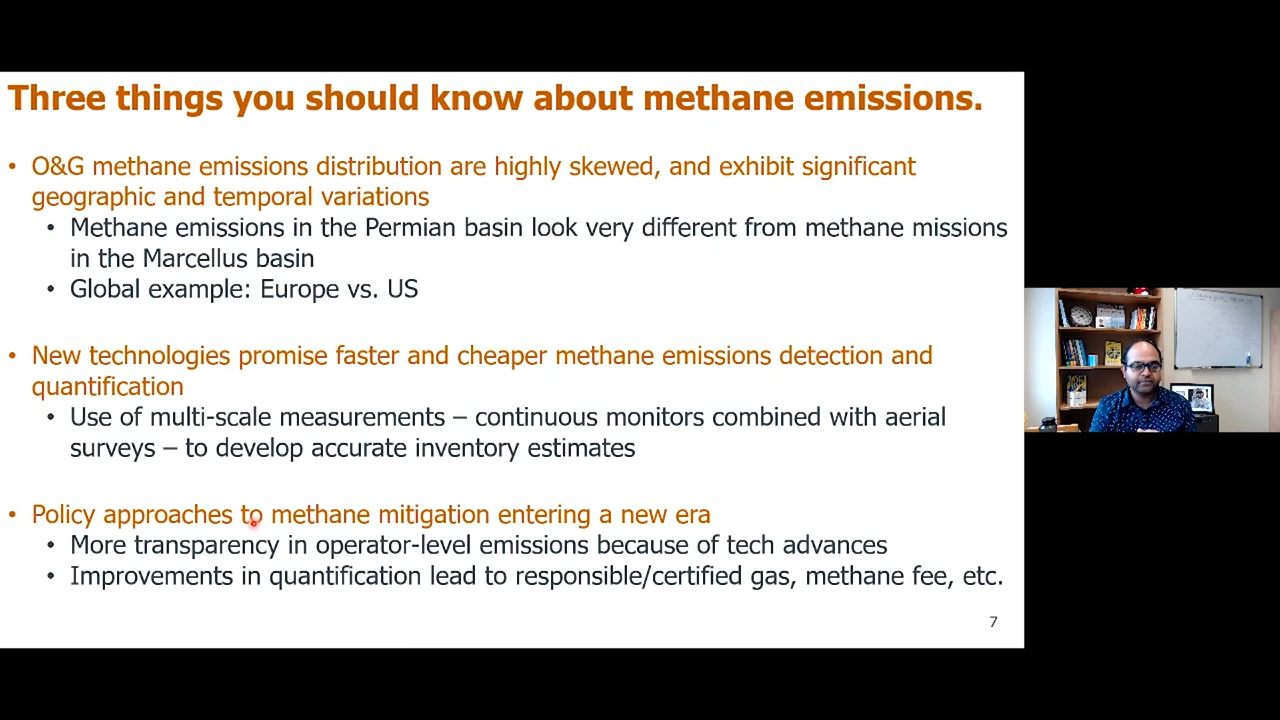 Three things you should know about methane emissions.
• O&G methane emissions distribution are highly skewed, and exhibit significant
geographic and temporal variations
• Methane emissions in the Permian basin look very different from methane missions
in the Marcellus basin
• Global example: Europe vs. US
• New technologies promise faster and cheaper methane emissions detection and
quantification
• Use of multi-scale measurements – continuous monitors combined with aerial
surveys – to develop accurate inventory estimates
• Policy approaches to methane mitigation entering a new era
• More transparency in operator-level emissions because of tech advances
• Improvements in quantification lead to responsible/certified gas, methane fee, etc.
7